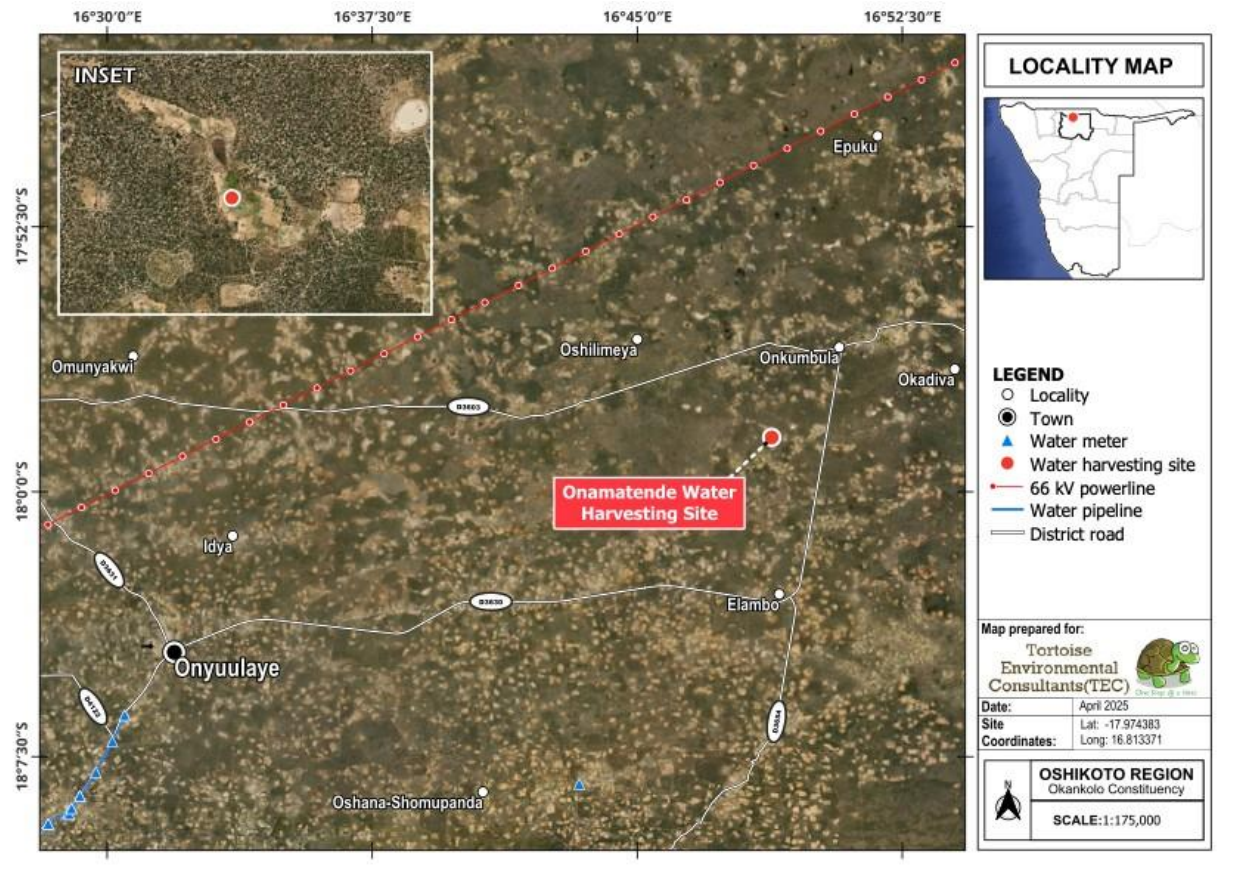 16°30′0″E
16°37′30″E
16°45′0″E
16°52′30″E
17°52′30″S
18°0′0″S
18°7′30″S
INSET
Epuku
Omunyakwi
Oshilimeya
Onkumbula
Okadiva
D3603
Onamatende Water
Harvesting Site
Idya
D3631
D3630
Elambo
Onyuulaye
D4122
D3654
Oshana-Shomupanda
LOCALITY MAP
LEGEND
Locality
Town
Water meter
Water harvesting site
66 kV powerline
Water pipeline
District road
Map prepared for:
Tortoise
Environmental
Consultants(TEC)
Date: April 2025
Site Lat: -17.974383
Coordinates: Long: 16.813371
N
OSHIKOTO REGION
Okankolo Constituency
SCALE:1:175,000